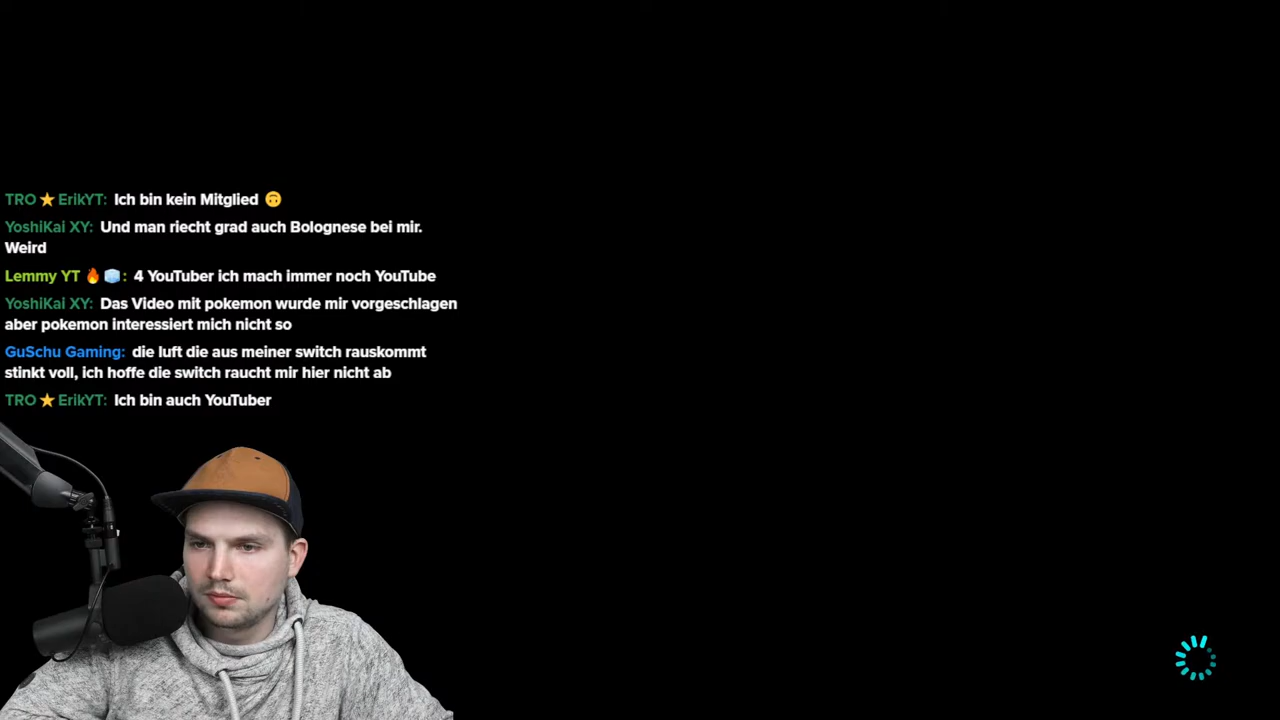 TRO⭐ErikYT: Ich bin kein Mitglied 🙃
YoshiKai XY: Und man riecht grad auch Bolognese bei mir.
Weird
Lemmy YT 🔥🧊: 4 YouTuber ich mach immer noch YouTube
YoshiKai XY: Das Video mit pokemon wurde mir vorgeschlagen
aber pokemon interessiert mich nicht so
GuSchu Gaming: die luft die aus meiner switch rauskommt
stinkt voll, ich hoffe die switch raucht mir hier nicht ab
TRO⭐ErikYT: Ich bin auch YouTuber